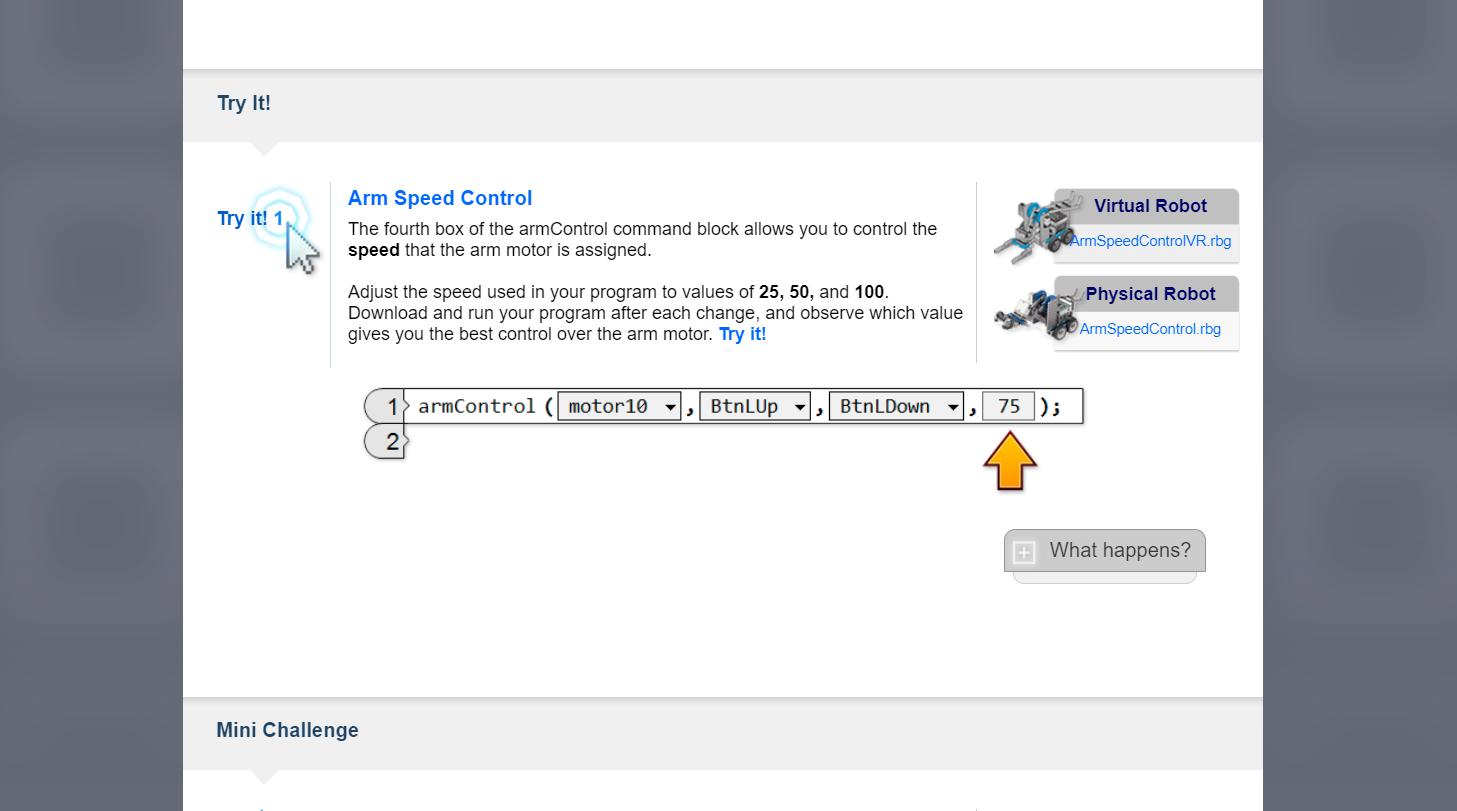 Try It!
Try it! 1
Arm Speed Control
The fourth box of the armControl command block allows you to control the
speed that the arm motor is assigned.
Adjust the speed used in your program to values of 25, 50, and 100.
Download and run your program after each change, and observe which value
gives you the best control over the arm motor. Try it!
Virtual Robot
ArmSpeedControlVR.rbg
Physical Robot
ArmSpeedControl.rbg
1 armControl ( motor10 , BtnLUp , BtnLDown , 75 );
2
What happens?
Mini Challenge